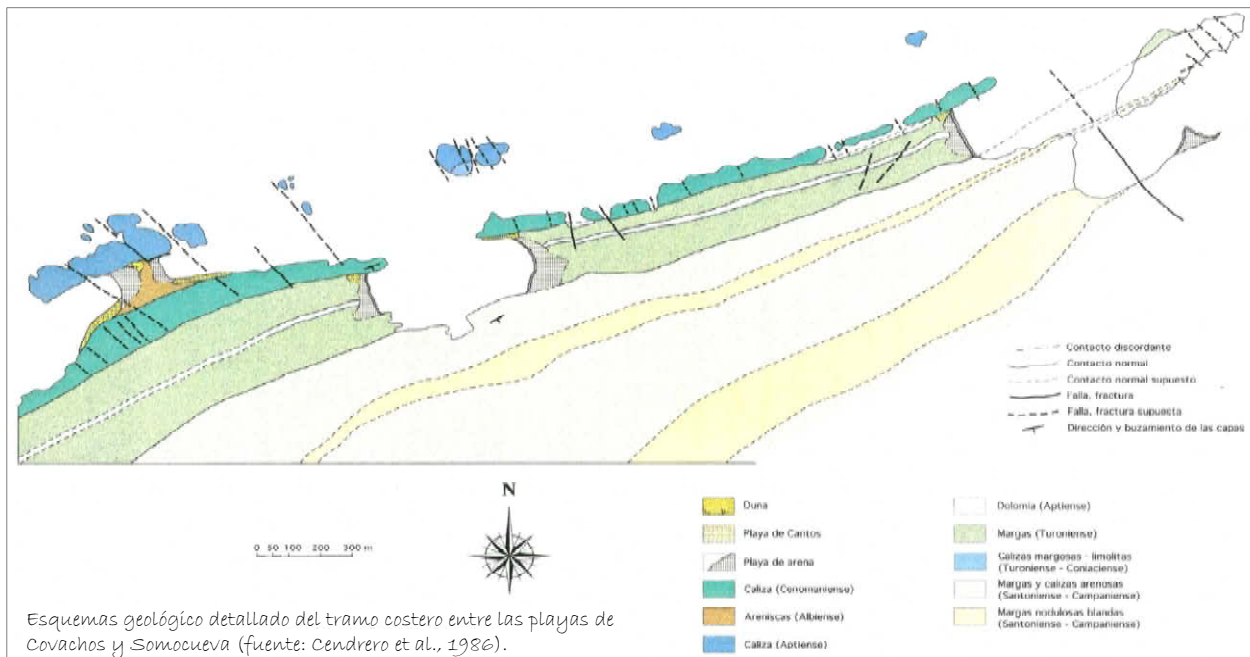 Contacto discordante
Contacto normal
Contacto normal supuesto
Falla, fractura
Falla, fractura supuesta
Dirección y buzamiento de las capas
N
0 50 100 200 300 m
Duna
Playa de Cantos
Playa de arena
Caliza (Cenomaniense)
Areniscas (Albiense)
Caliza (Aptiense)
Dolomía (Aptiense)
Margas (Turoniense)
Calizas margosas - limolitas
(Turoniense - Coniaciense)
Margas y calizas arenosas
(Santoniense - Campaniense)
Margas nodulosas blandas
(Santoniense - Campaniense)
Esquemas geológico detallado del tramo costero entre las playas de
Covachos y Somocueva (fuente: Cendrero et al., 1986).